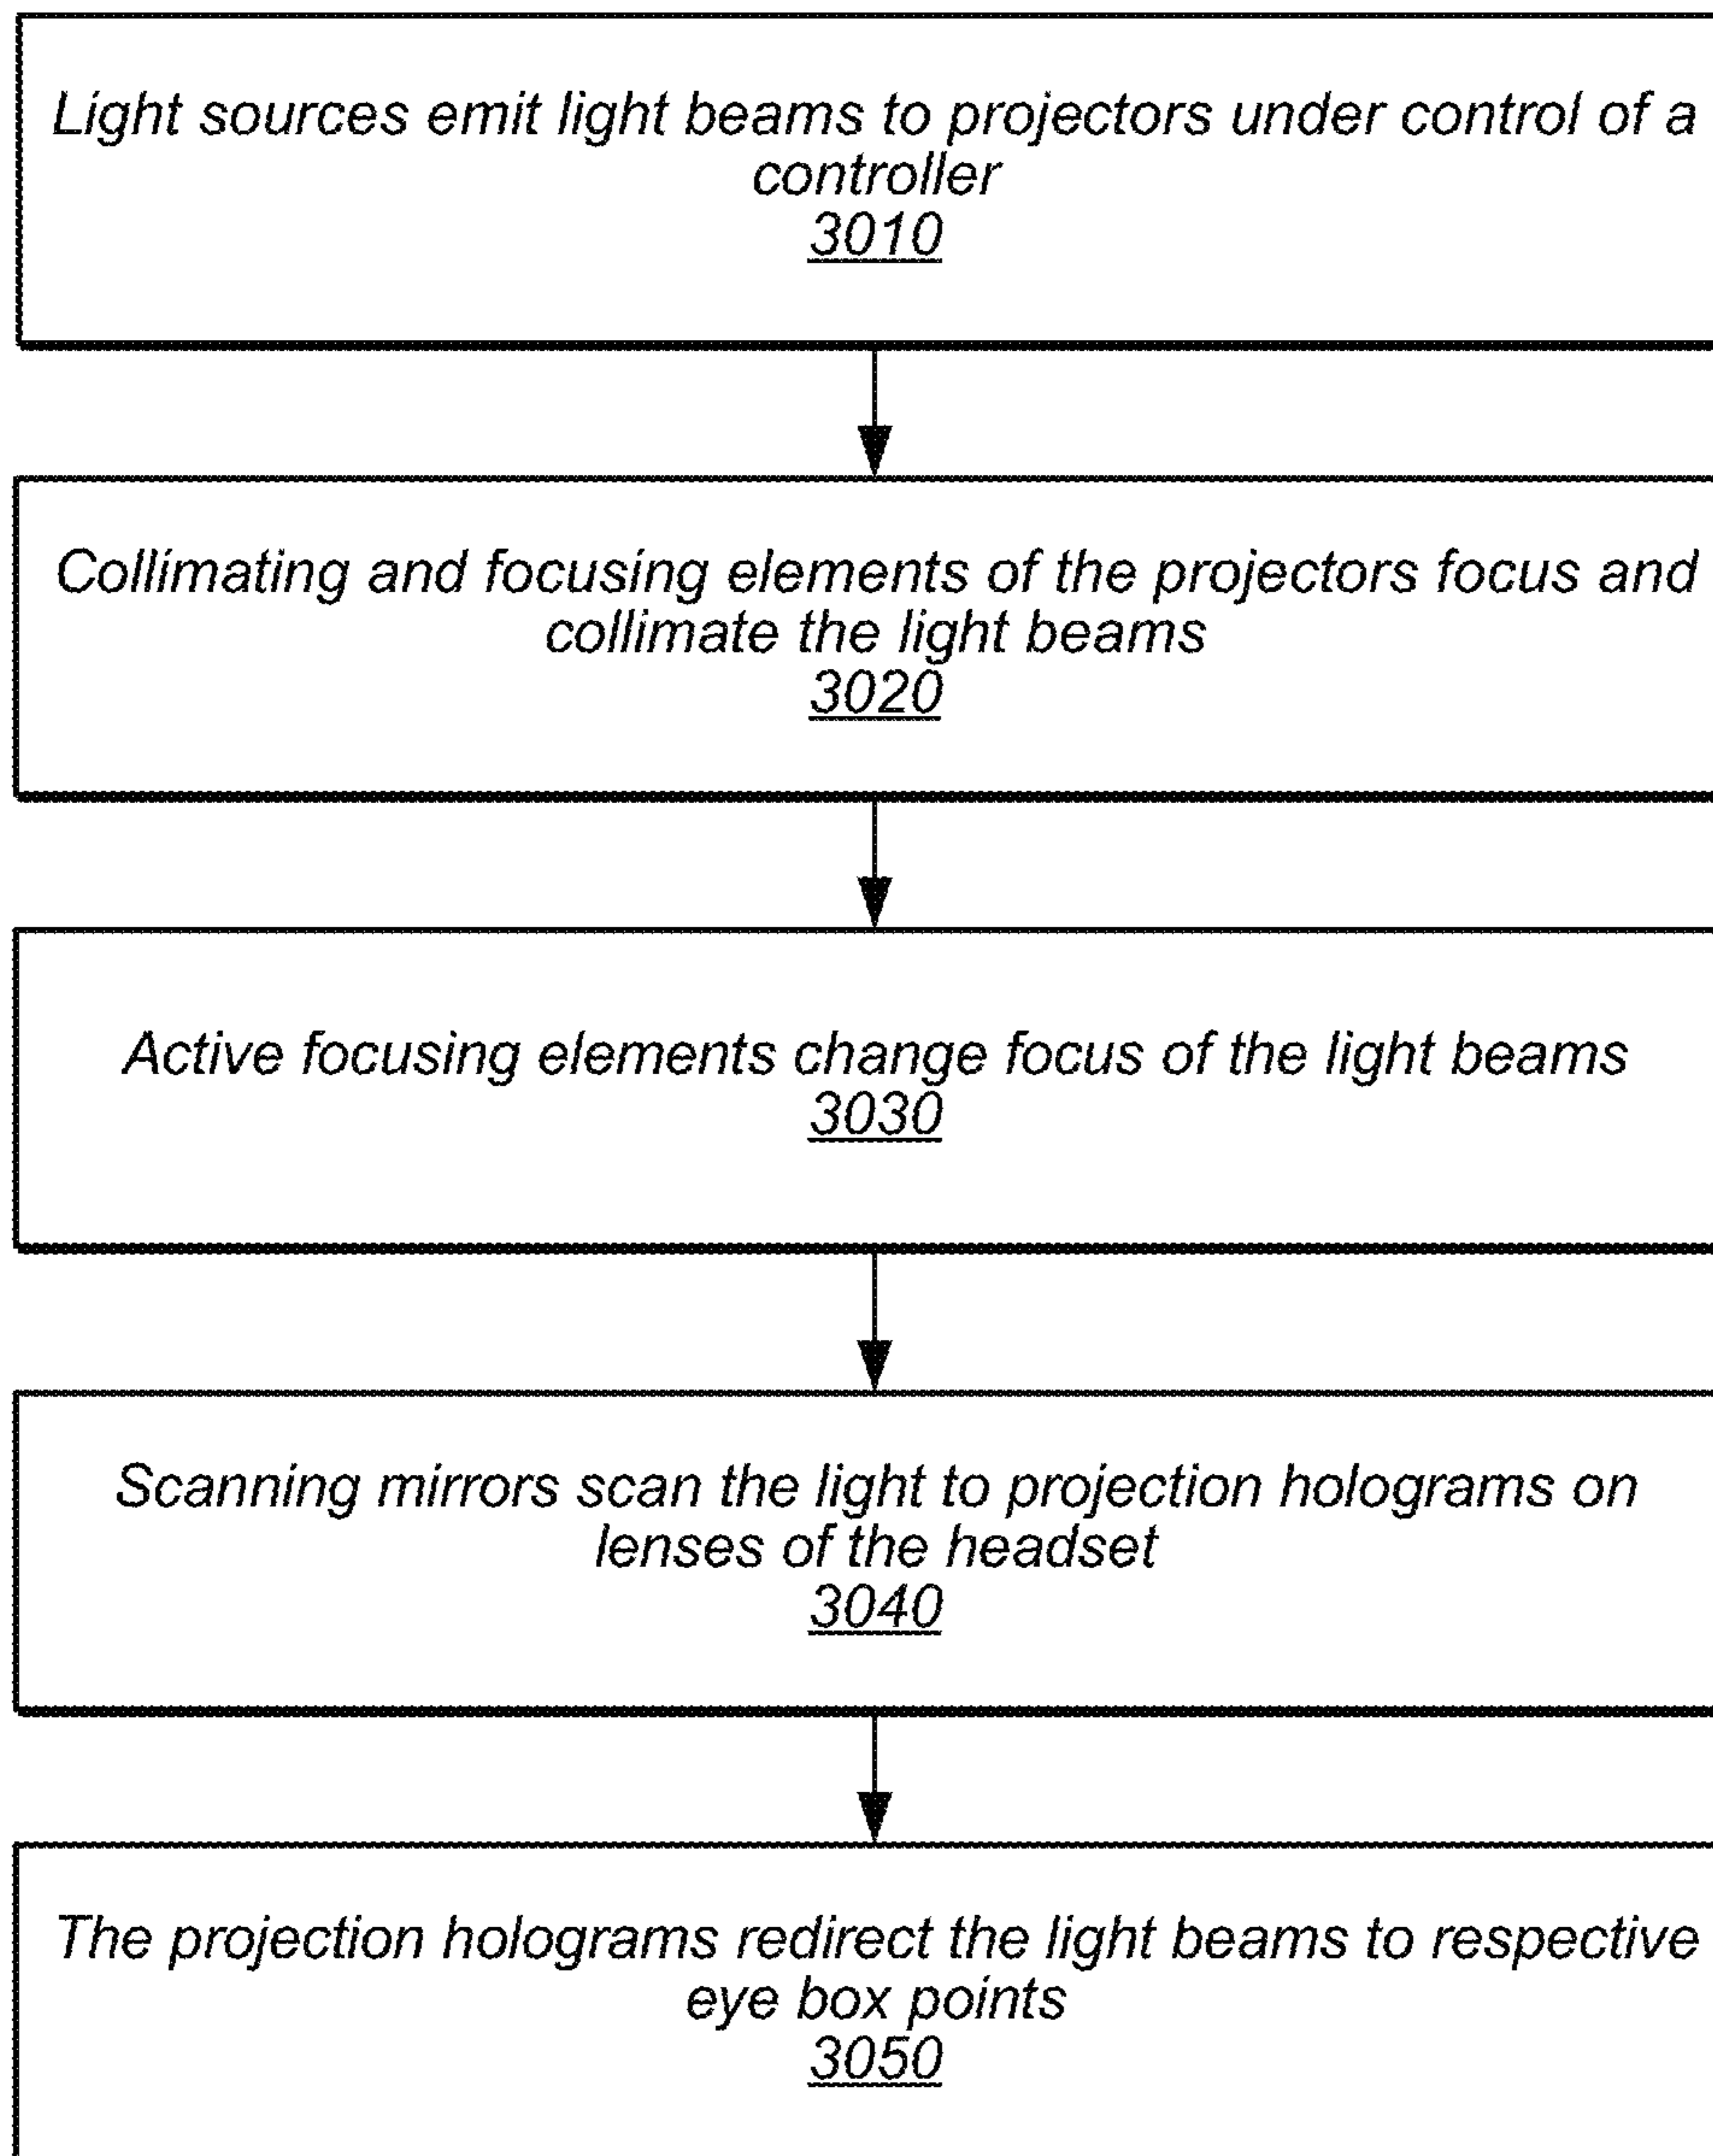 Light sources emit light beams to projectors under control of a
controller
3010
Collimating and focusing elements of the projectors focus and
collimate the light beams
3020
Active focusing elements change focus of the light beams
3030
Scanning mirrors scan the light to projection holograms on
lenses of the headset
3040
The projection holograms redirect the light beams to respective
eye box points
3050